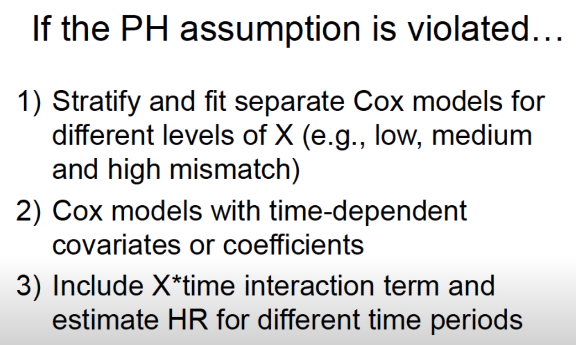 If the PH assumption is violated…
1) Stratify and fit separate Cox models for
different levels of X (e.g., low, medium
and high mismatch)
2) Cox models with time-dependent
covariates or coefficients
3) Include X*time interaction term and
estimate HR for different time periods